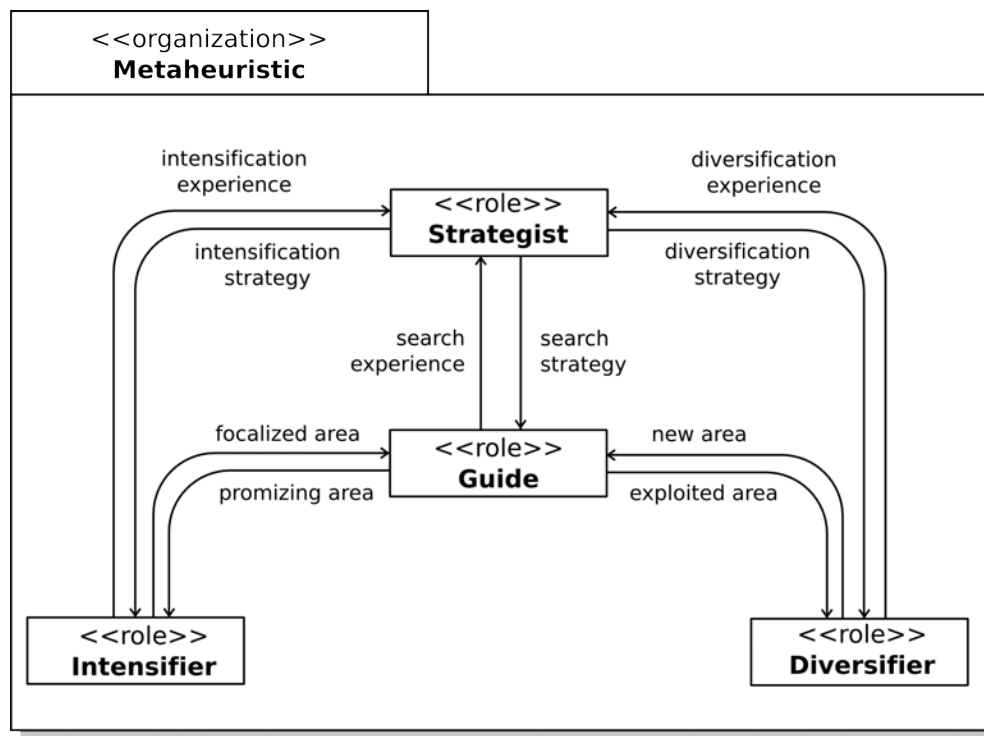 <<organization>>
Metaheuristic
intensification
experience
diversification
experience
<<role>>
Strategist
intensification
strategy
diversification
strategy
search
experience
search
strategy
focalized area
new area
<<role>>
Guide
promizing area
exploited area
<<role>>
Intensifier
<<role>>
Diversifier